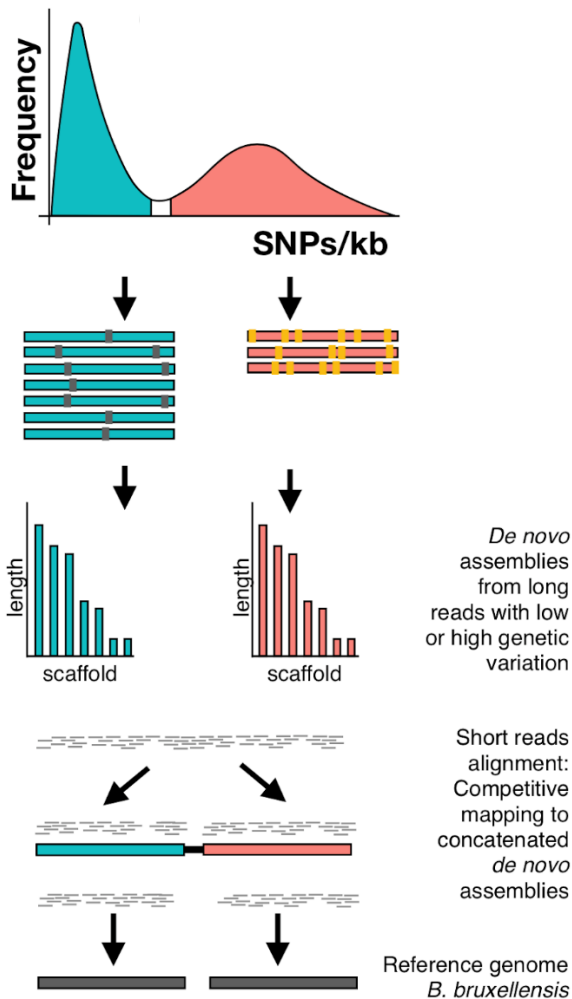 Frequency
SNPs/kb
length
scaffold
length
scaffold
De novo
assemblies
from long
reads with low
or high genetic
variation
Short reads
alignment:
Competitive
mapping to
concatenated
de novo
assemblies
Reference genome
B. bruxellensis